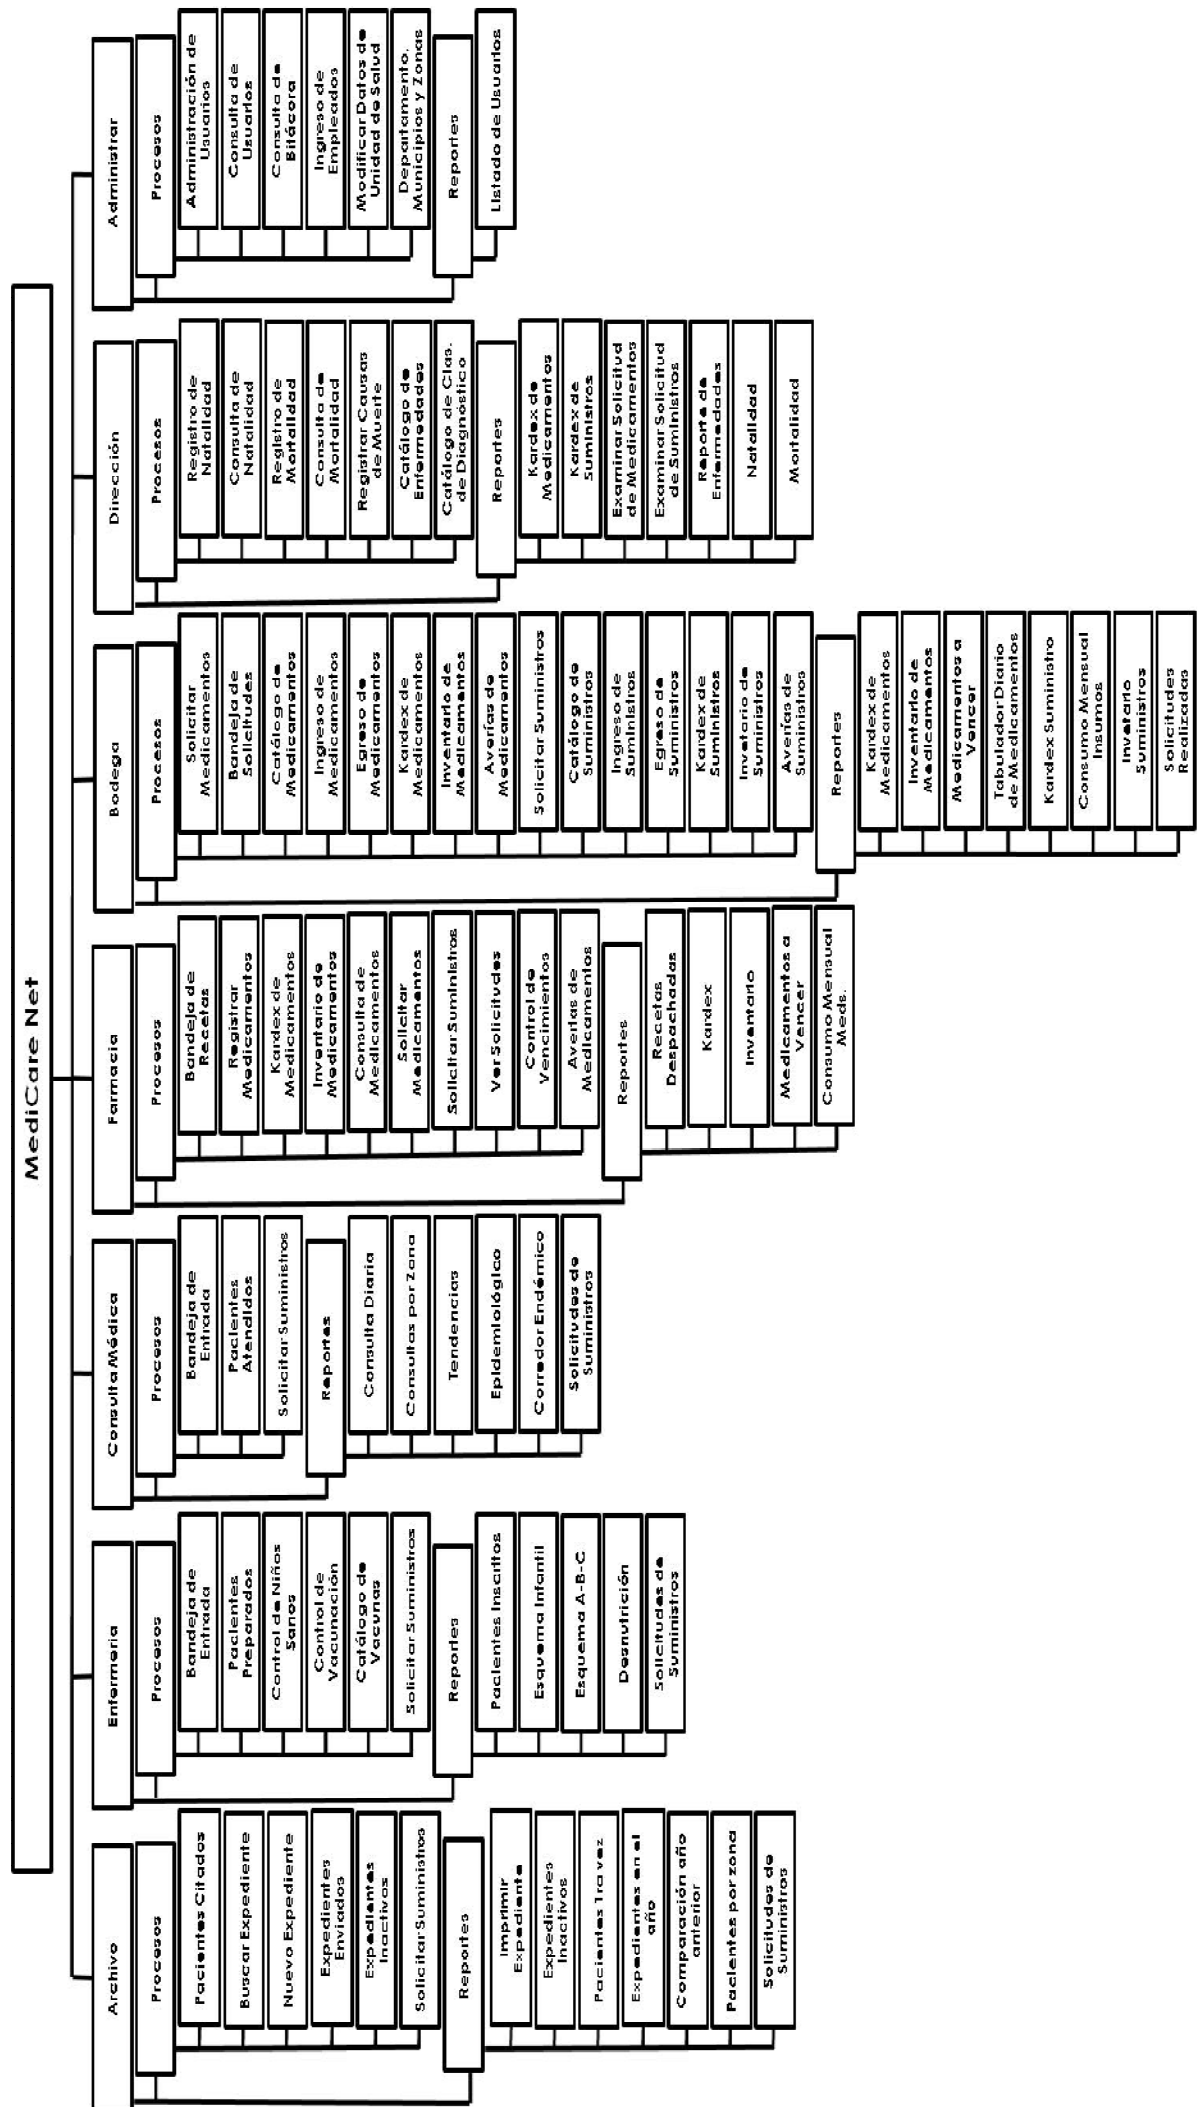 MediCare Net
Archivo
Procesos
Pacientes Citados
Buscar Expediente
Nuevo Expediente
Expedientes
Enviados
Expedientes
Inactivos
Solicitar Suministros
Reportes
Imprimir
Expediente
Expedientes
Inactivos
Pacientes 1ra vez
Expedientes en el
año
Comparación año
anterior
Pacientes por zona
Solicitudes de
Suministros
Enfermería
Procesos
Bandeja de
Entrada
Pacientes
Preparados
Control de Niños
Sanos
Control de
Vacunación
Catálogo de
Vacunas
Solicitar Suministros
Reportes
Pacientes Inscritos
Esquema Infantil
Esquema A-B-C
Desnutrición
Solicitudes de
Suministros
Consulta Médica
Procesos
Bandeja de
Entrada
Pacientes
Atendidos
Solicitar Suministros
Reportes
Consulta Diaria
Consultas por Zona
Tendencias
Epidemiológico
Corredor Endémico
Solicitudes de
Suministros
Farmacia
Procesos
Bandeja de
Recetas
Registrar
Medicamentos
Kardex de
Medicamentos
Inventario de
Medicamentos
Consulta de
Medicamentos
Solicitar
Medicamentos
Solicitar Suministros
Ver Solicitudes
Control de
Vencimientos
Averías de
Medicamentos
Reportes
Recetas
Despachadas
Kardex
Inventario
Medicamentos a
Vencer
Consumo Mensual
Meds.
Bodega
Procesos
Solicitar
Medicamentos
Bandeja de
Solicitudes
Catálogo de
Medicamentos
Ingreso de
Medicamentos
Egreso de
Medicamentos
Kardex de
Medicamentos
Inventario de
Medicamentos
Averías de
Medicamentos
Solicitar Suministros
Catálogo de
Suministros
Ingreso de
Suministros
Egreso de
Suministros
Kardex de
Suministros
Invetario de
Suministros
Averías de
Suministros
Reportes
Kardex de
Medicamentos
Inventario de
Medicamentos
Medicamentos a
Vencer
Tabulador Diario
de Medicamentos
Kardex Suministro
Consumo Mensual
Insumos
Inventario
Suministros
Solicitudes
Realizadas
Dirección
Procesos
Registro de
Natalidad
Consulta de
Natalidad
Registro de
Mortalidad
Consulta de
Mortalidad
Registrar Causas
de Muerte
Catálogo de
Enfermedades
Catálogo de Clas.
de Diagnóstico
Reportes
Kardex de
Medicamentos
Kardex de
Suministros
Examinar Solicitud
de Medicamentos
Examinar Solicitud
de Suministros
Reporte de
Enfermedades
Natalidad
Mortalidad
Administrar
Procesos
Administración de
Usuarios
Consulta de
Usuarios
Consulta de
Bitácora
Ingreso de
Empleados
Modificar Datos de
Unidad de Salud
Departamento,
Municipios y Zonas
Reportes
Listado de Usuarios